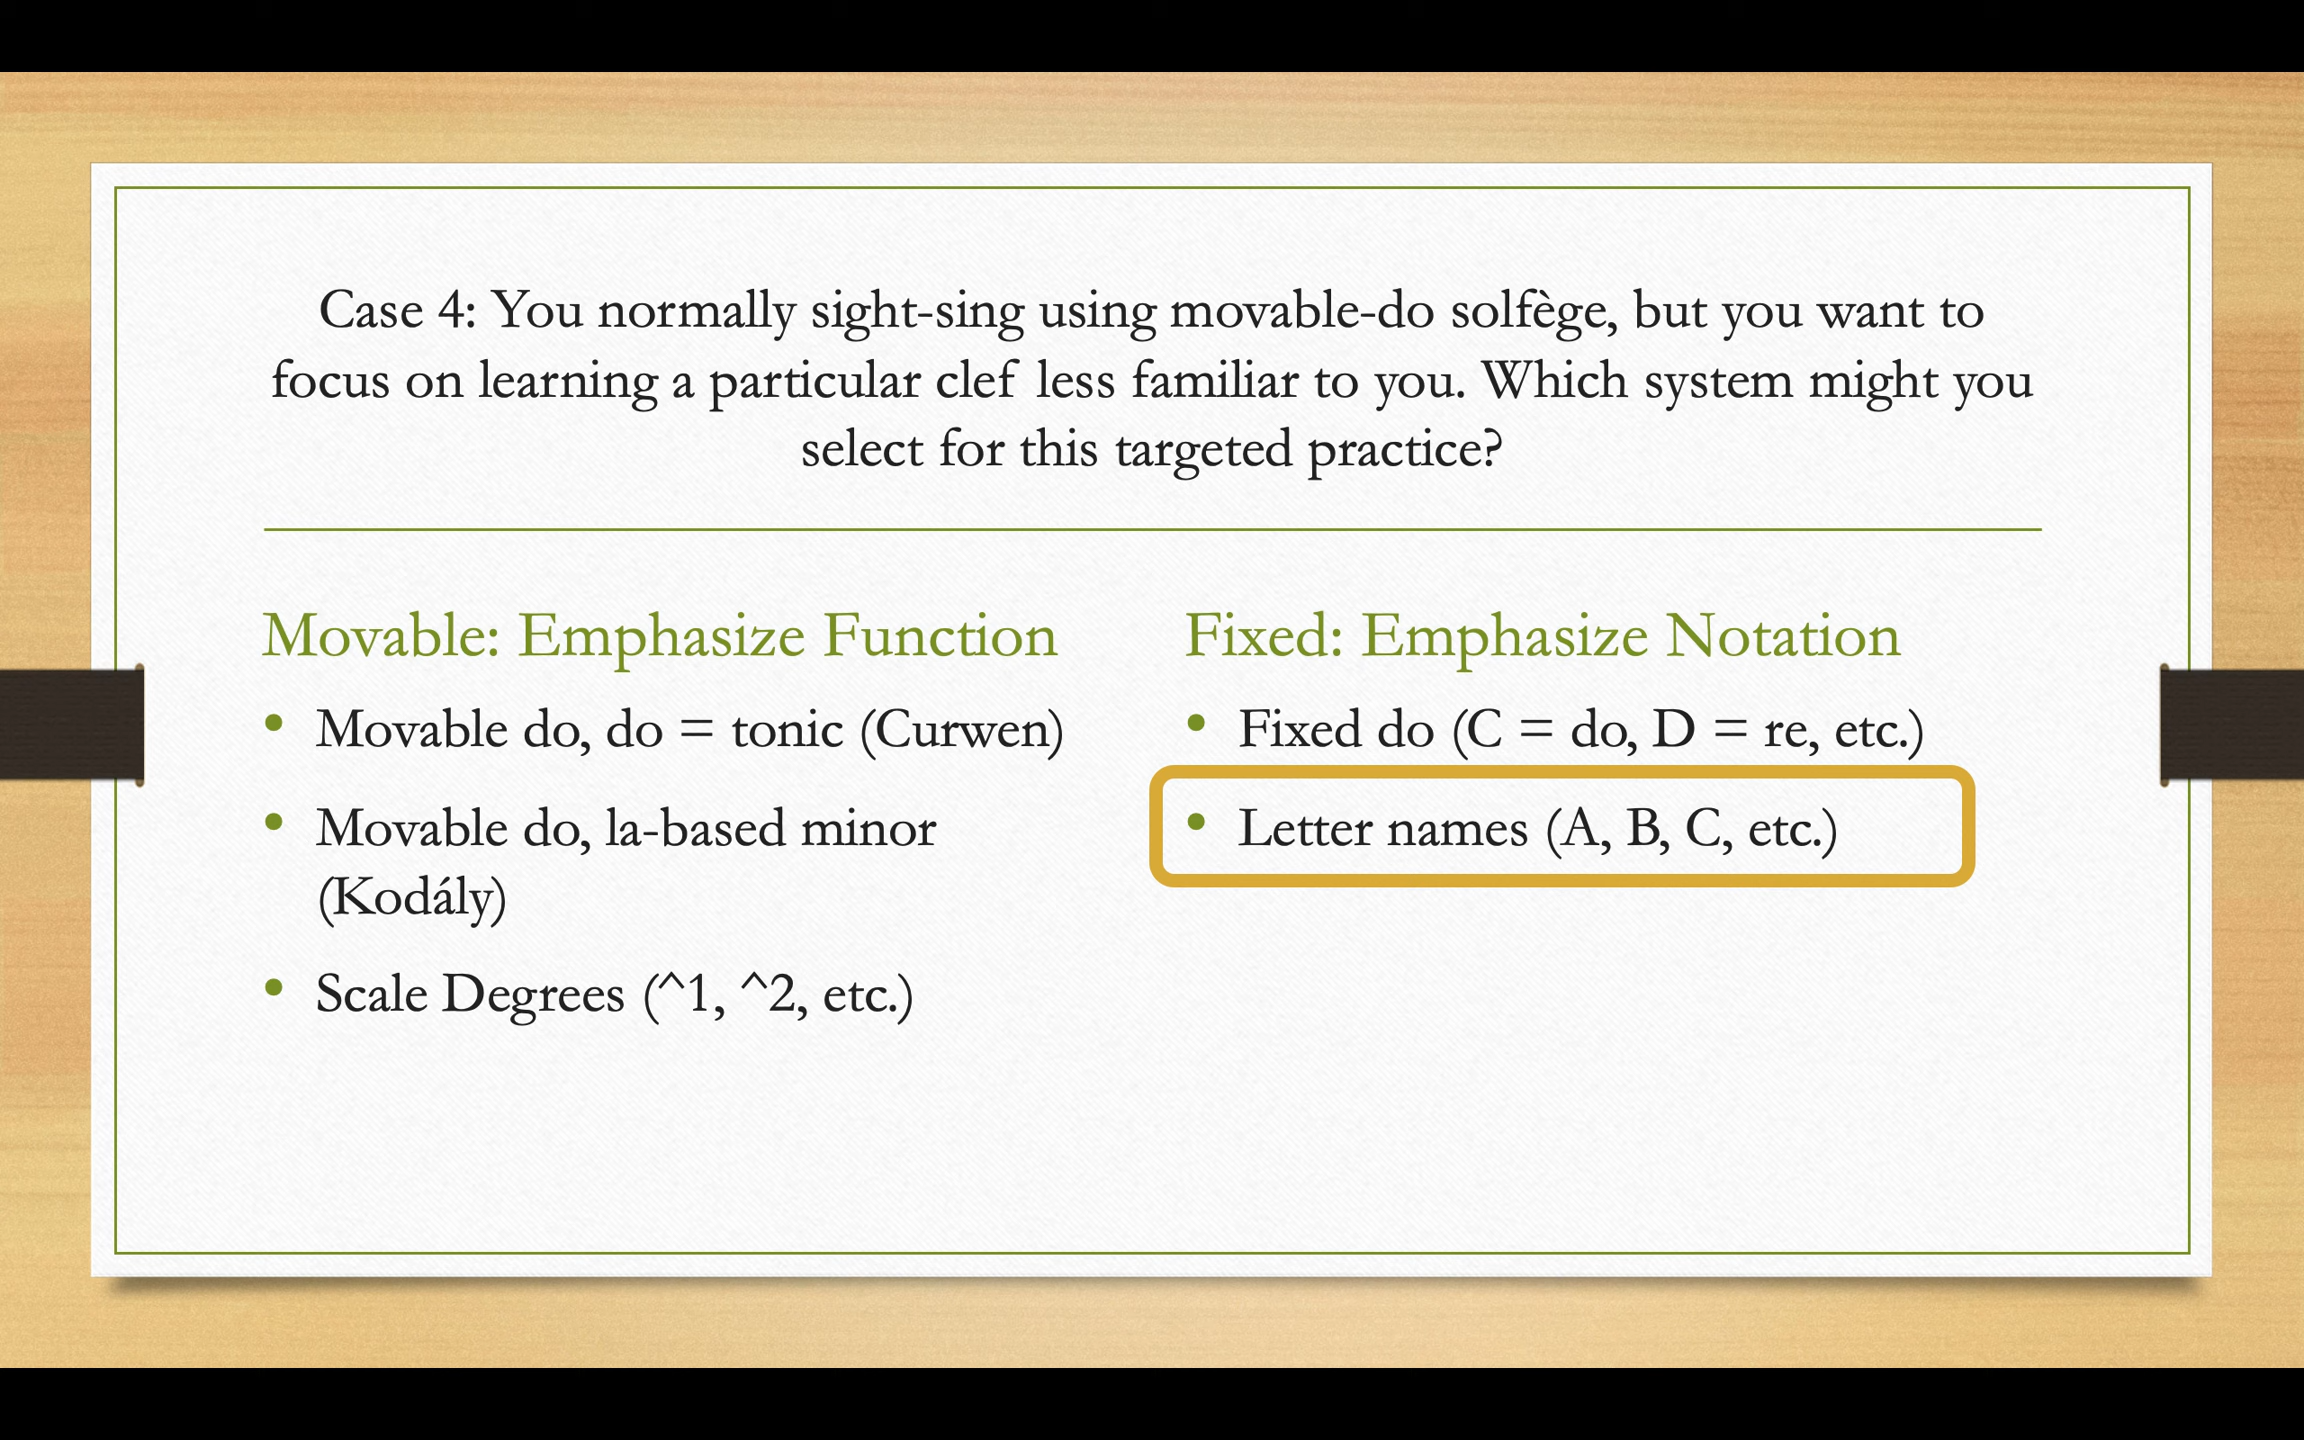 Case 4: You normally sight-sing using movable-do solfège, but you want to
focus on learning a particular clef less familiar to you. Which system might you
select for this targeted practice?
Movable: Emphasize Function
• Movable do, do = tonic (Curwen)
• Movable do, la-based minor
(Kodály)
• Scale Degrees (^1, ^2, etc.)
Fixed: Emphasize Notation
• Fixed do (C = do, D = re, etc.)
• Letter names (A, B, C, etc.)